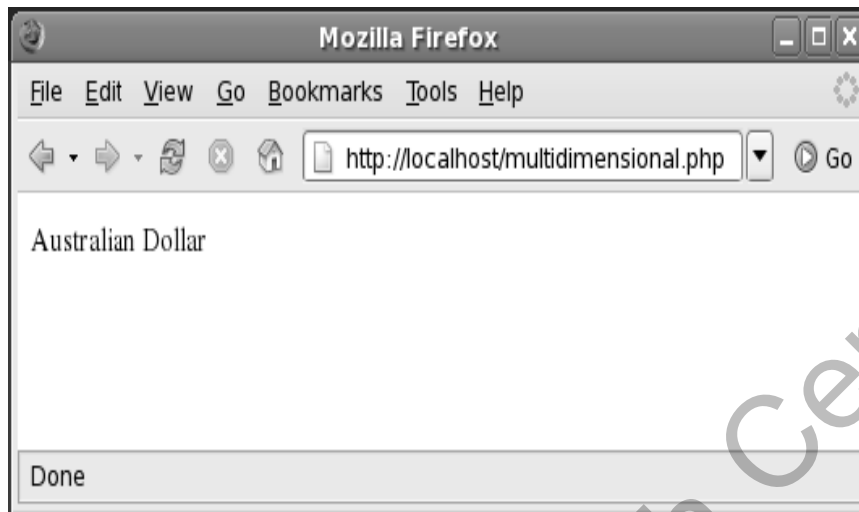 Mozilla Firefox
File Edit View Go Bookmarks Tools Help
http://localhost/multidimensional.php Go
Australian Dollar
Done